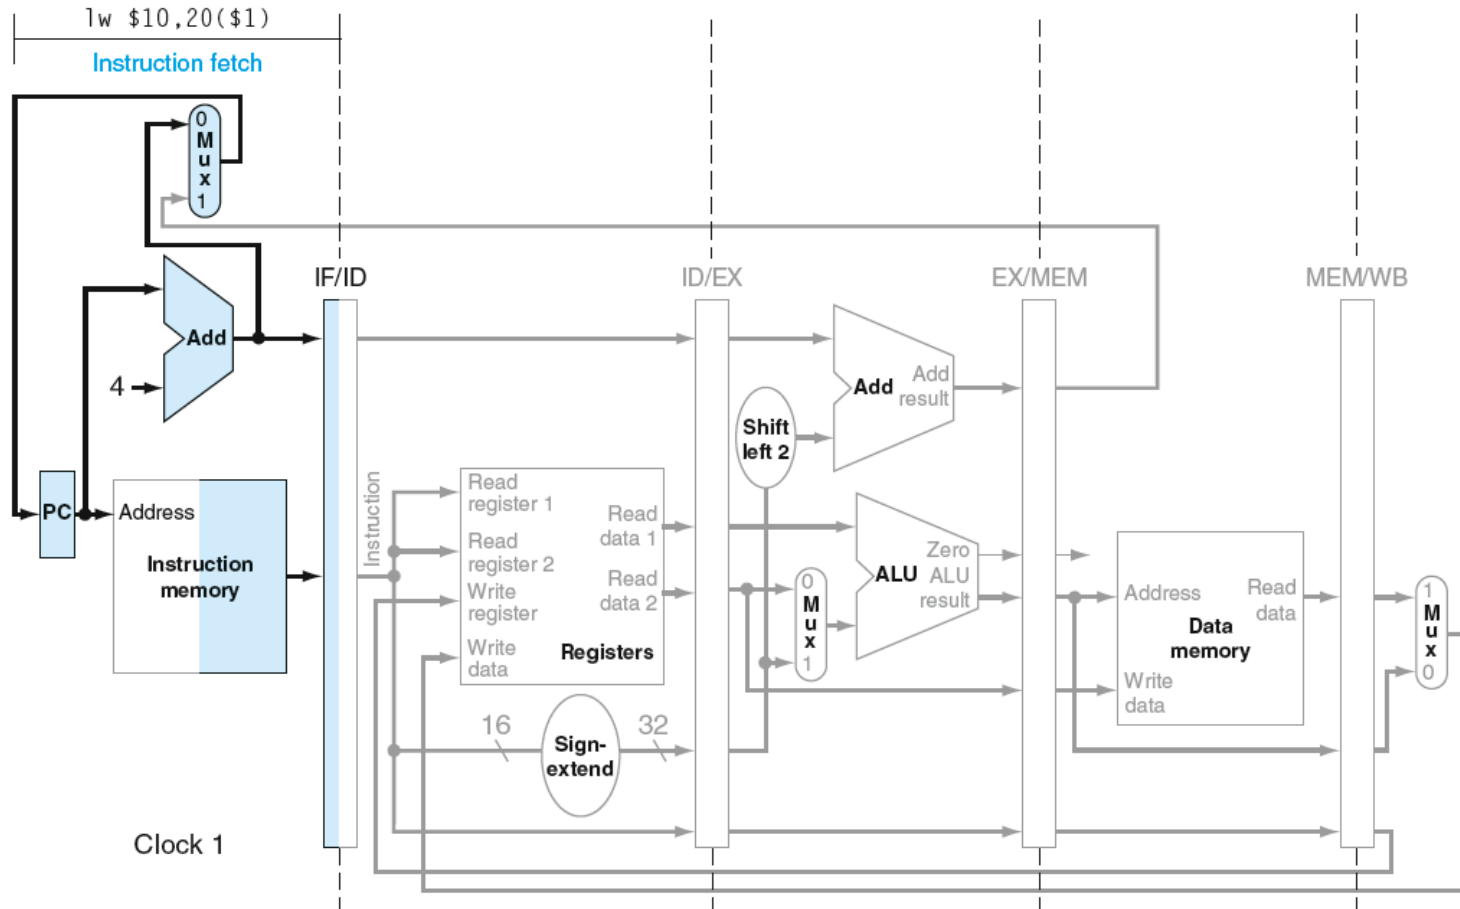 lw $10,20($1)
Instruction fetch
0
Mux
1
IF/ID
ID/EX
EX/MEM
MEM/WB
Add
4
Add
Add
result
Shift
left 2
PC
Address
Instruction
memory
Instruction
Read
register 1
Read
register 2
Write
register
Write
data
Read
data 1
Read
data 2
Registers
0
Mux
1
Zero
ALU
ALU
result
Address
Read
data
Data
memory
Write
data
1
Mux
0
16
Sign-
extend
32
Clock 1